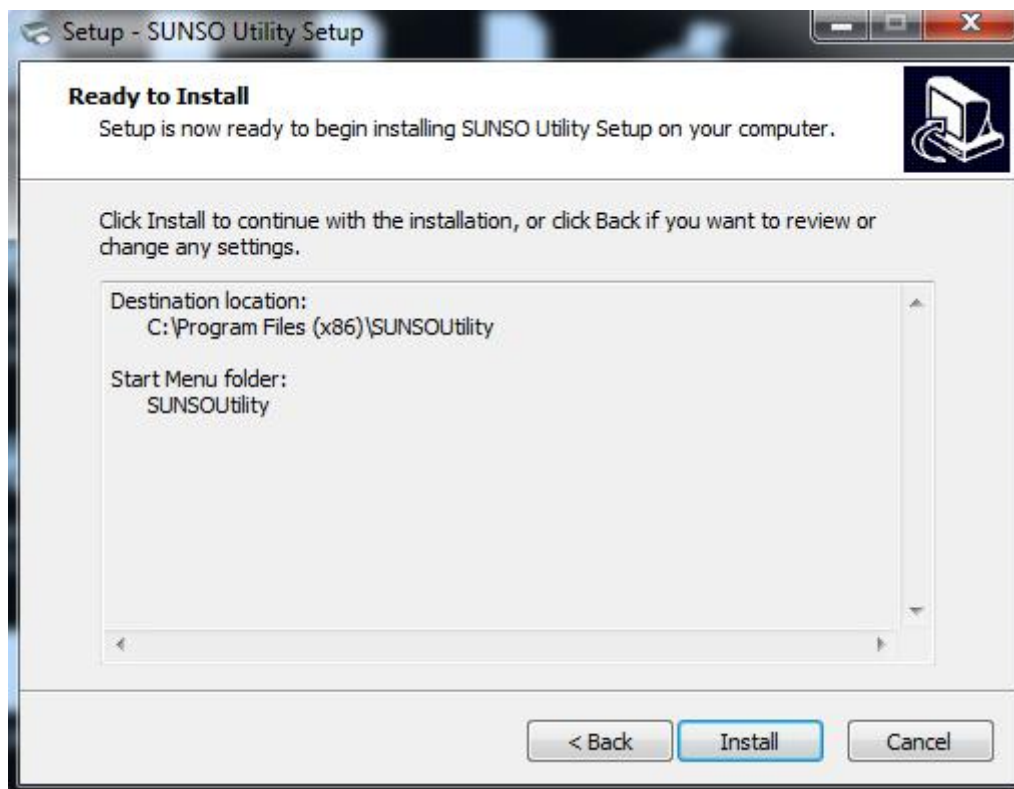 Setup - SUNSO Utility Setup
Ready to Install
Setup is now ready to begin installing SUNSO Utility Setup on your computer.
Click Install to continue with the installation, or click Back if you want to review or
change any settings.
Destination location:
C:\Program Files (x86)\SUNSOUtility
Start Menu folder:
SUNSOUtility
< Back Install Cancel